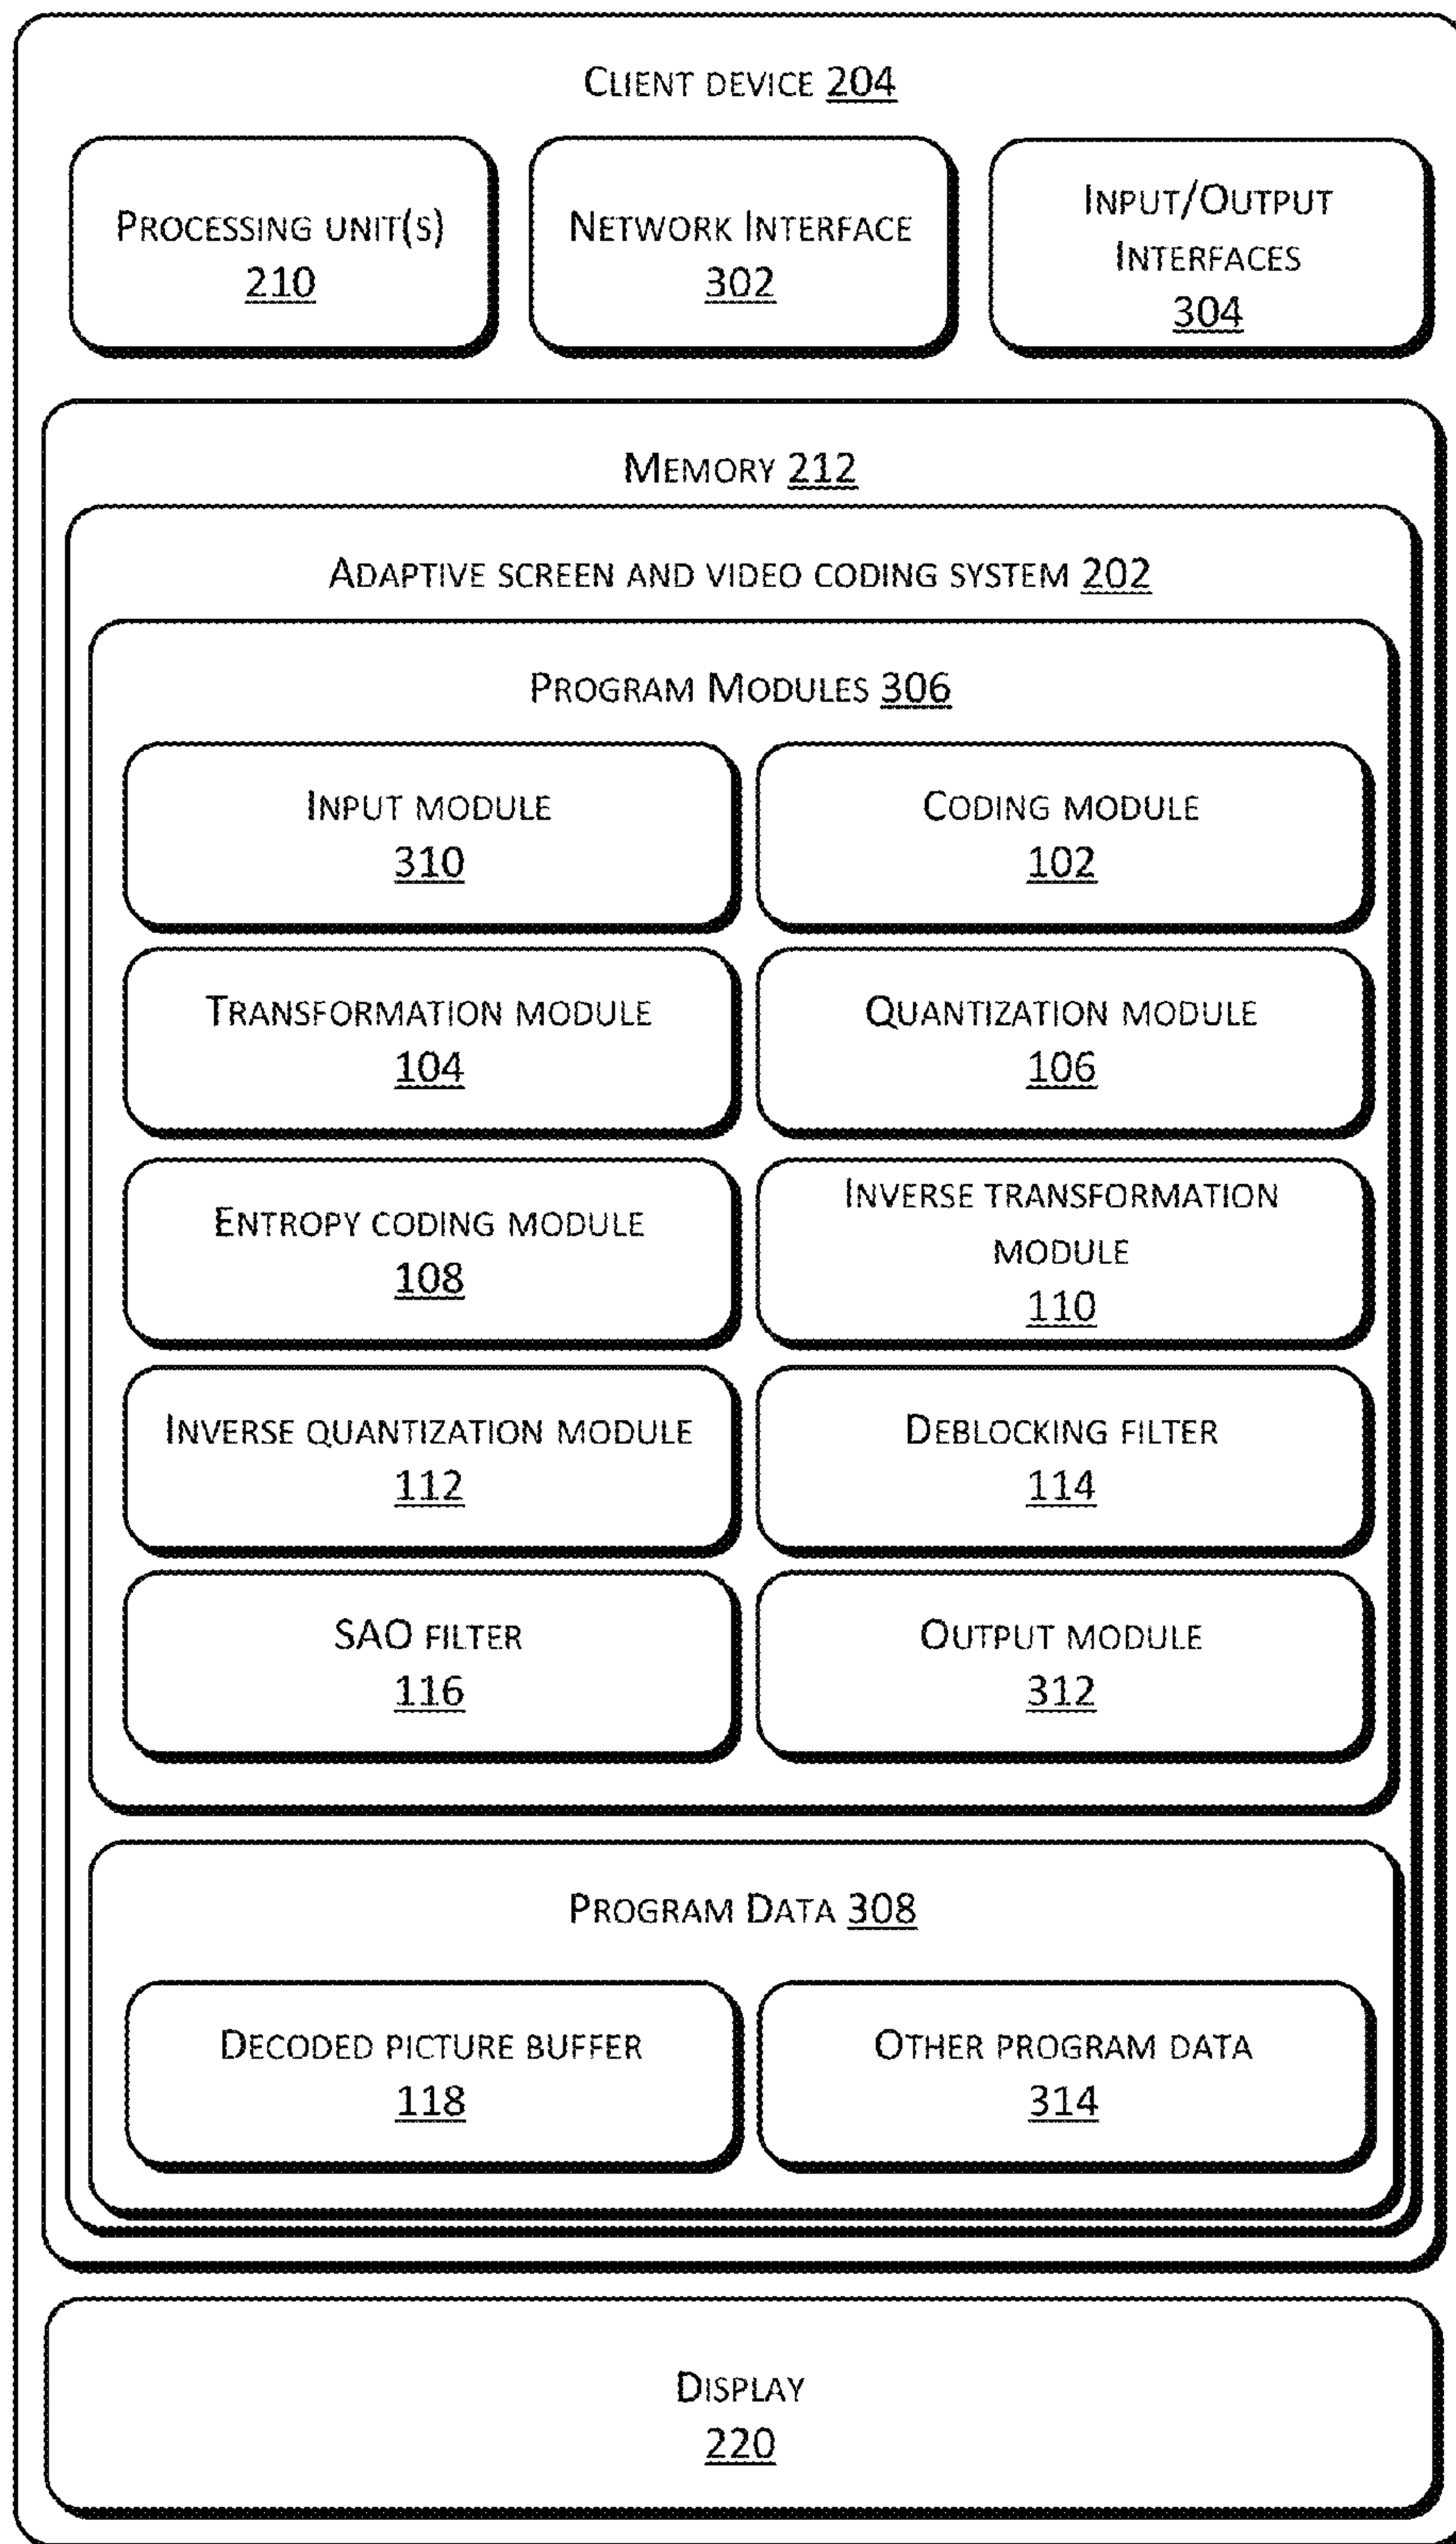 CLIENT DEVICE 204
PROCESSING UNIT(S)
210
NETWORK INTERFACE
302
INPUT/OUTPUT
INTERFACES
304
MEMORY 212
ADAPTIVE SCREEN AND VIDEO CODING SYSTEM 202
PROGRAM MODULES 306
INPUT MODULE
310
CODING MODULE
102
TRANSFORMATION MODULE
104
QUANTIZATION MODULE
106
ENTROPY CODING MODULE
108
INVERSE TRANSFORMATION
MODULE
110
INVERSE QUANTIZATION MODULE
112
DEBLOCKING FILTER
114
SAO FILTER
116
OUTPUT MODULE
312
PROGRAM DATA 308
DECODED PICTURE BUFFER
118
OTHER PROGRAM DATA
314
DISPLAY
220